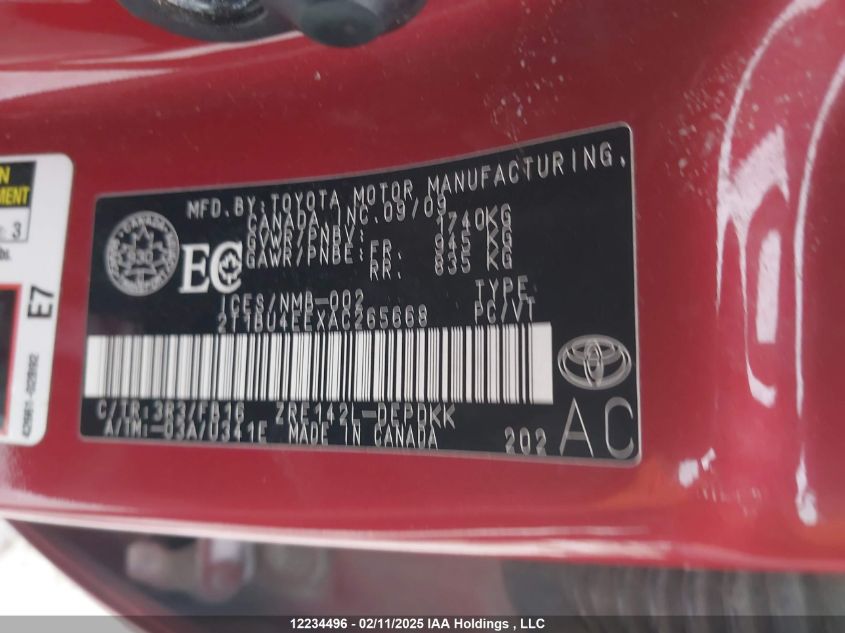 MFD.BY:TOYOTA MOTOR MANUFACTURING,
CANADA,INC.09/09
GVWR/PNBV: 1740KG
GAWR/PNBE:FR. 945 KG
RR. 835 KG
EC
ICES/NMB-002 TYPE:
2T1BU4EEXAC265668 PC/VT
C/TR:3R3/FB16 ZRE142L-DEPDKK
A/TM:-03A/U341E MADE IN CANADA 202
AC
3
E7
12234496 - 02/11/2025 IAA Holdings , LLC